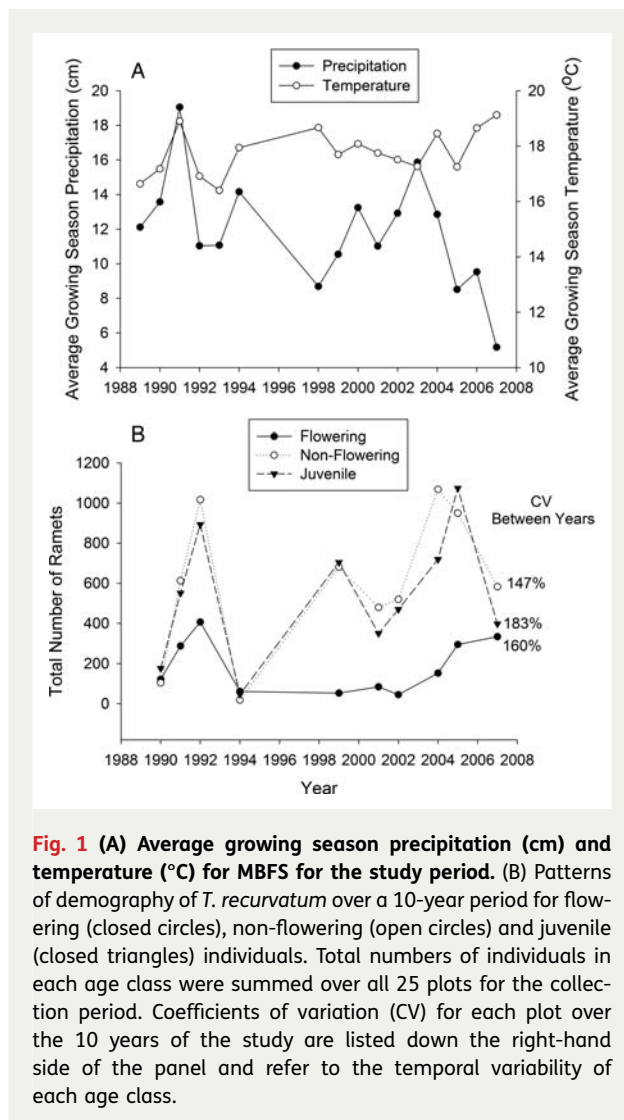 A
Precipitation
Temperature
Average Growing Season Precipitation (cm)
20
18
16
14
12
10
8
6
4
Average Growing Season Temperature (⁰C)
20
18
16
14
12
10
1988 1990 1992 1994 1996 1998 2000 2002 2004 2006 2008
B
Flowering
Non-Flowering
Juvenile
Total Number of Ramets
1200
1000
800
600
400
200
0
CV
Between Years
147%
183%
160%
1988 1990 1992 1994 1996 1998 2000 2002 2004 2006 2008
Year
Fig. 1 (A) Average growing season precipitation (cm) and
temperature (°C) for MBFS for the study period. (B) Patterns
of demography of T. recurvatum over a 10-year period for flow-
ering (closed circles), non-flowering (open circles) and juvenile
(closed triangles) individuals. Total numbers of individuals in
each age class were summed over all 25 plots for the collec-
tion period. Coefficients of variation (CV) for each plot over
the 10 years of the study are listed down the right-hand
side of the panel and refer to the temporal variability of
each age class.